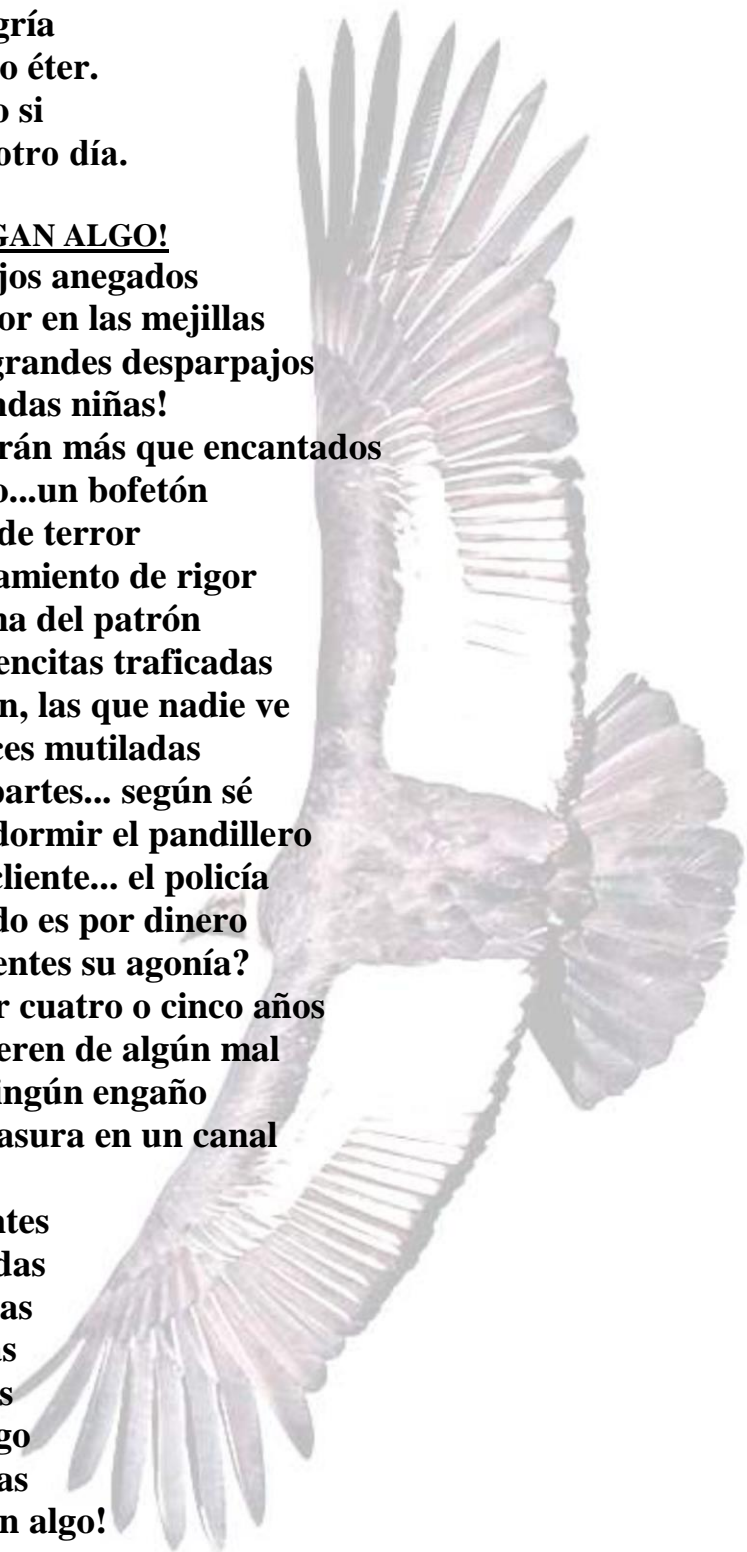 gría
o éter.
o si
otro día.
GAN ALGO!
jos anegados
or en las mejillas
grandes desparpajos
ndas niñas!
rán más que encantados
o...un bofetón
de terror
amiento de rigor
na del patrón
encitas traficadas
n, las que nadie ve
ces mutiladas
partes... según sé
dormir el pandillero
cliente... el policía
do es por dinero
entes su agonía?
r cuatro o cinco años
eren de algún mal
ingún engaño
asura en un canal
ntes
das
as
s
s
go
as
n algo!